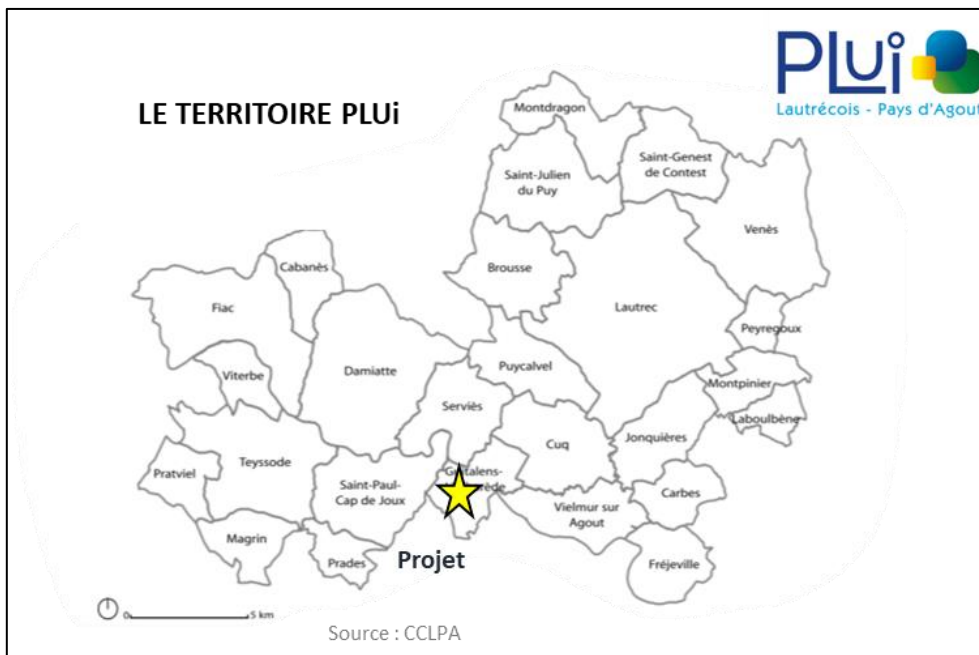 PLUi
Lautrécois - Pays d'Agout
LE TERRITOIRE PLUi
Montdragon
Saint-Genest
de Contest
Saint-Julien
du Puy
Venès
Cabanès
Brousse
Fiac
Lautrec
Peyregoux
Puycalvel
Viterbe
Damiatte
Montpinier
Serviès
Laboulbène
Cuq
Jonquières
Teyssode
Pratviel
Saint-Paul-
Cap de Joux
Carbes
Vielmur sur
Agout
Magrin
Prades
Projet
Fréjeville
0
5 km
Source : CCLPA